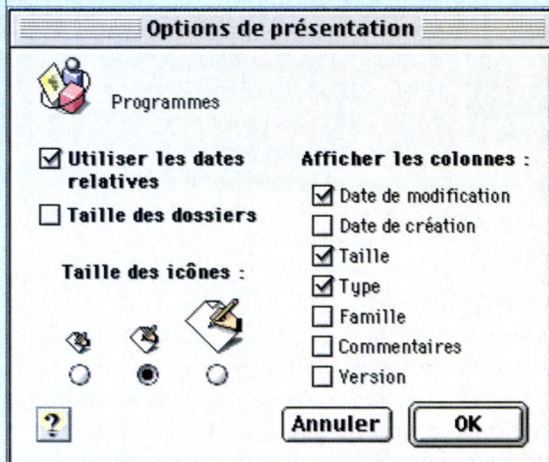 Options de présentation
Programmes
Utiliser les dates
relatives
Taille des dossiers
Taille des icônes :
Afficher les colonnes :
Date de modification
Date de création
Taille
Type
Famille
Commentaires
Version
?
Annuler
OK